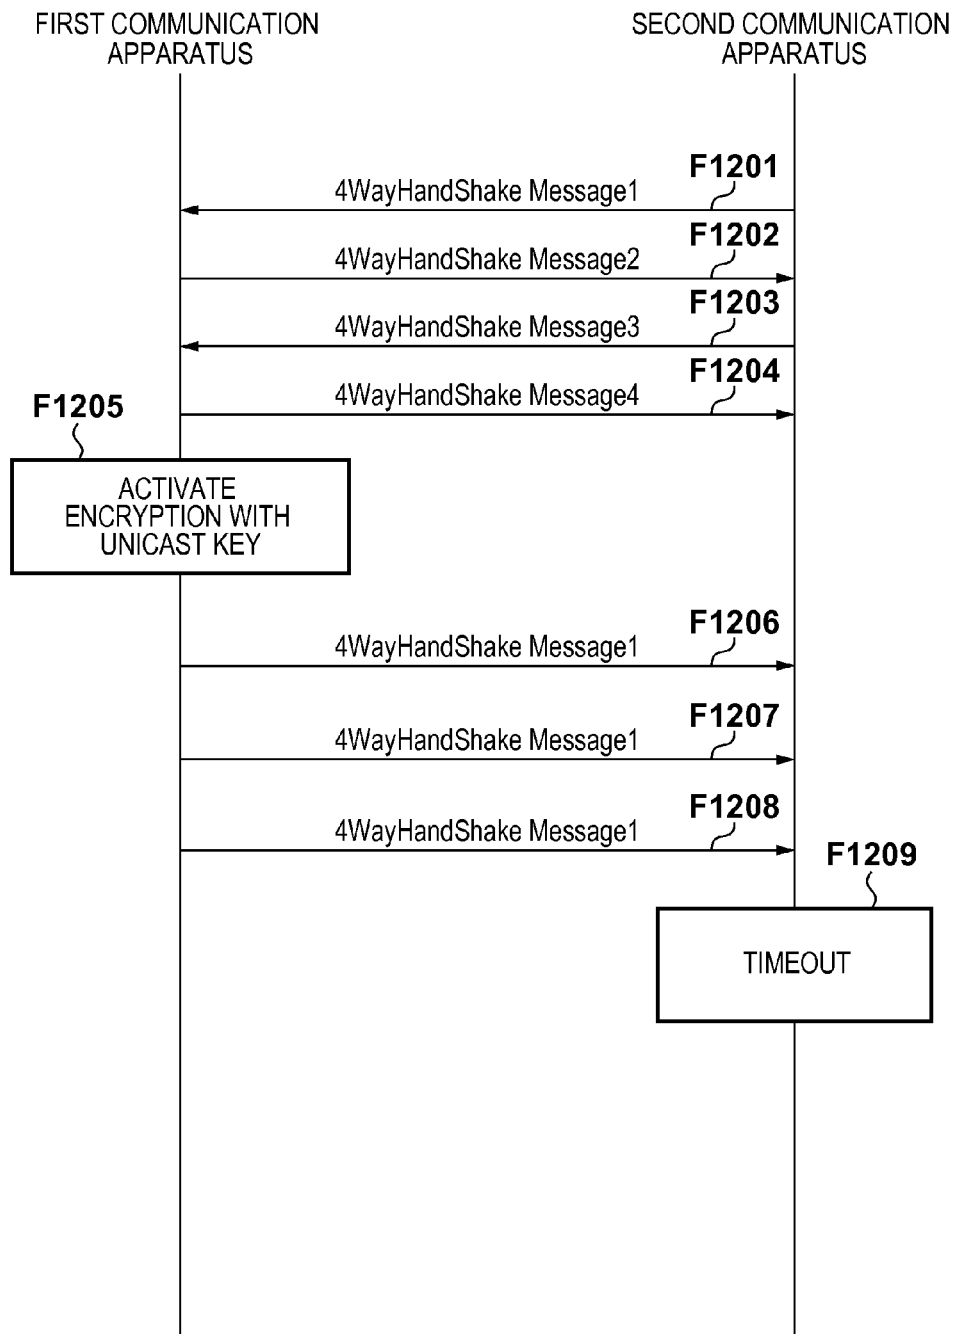 FIRST COMMUNICATION
APPARATUS
SECOND COMMUNICATION
APPARATUS
F1201
4WayHandShake Message1
F1202
4WayHandShake Message2
F1203
4WayHandShake Message3
F1204
4WayHandShake Message4
F1205
ACTIVATE
ENCRYPTION WITH
UNICAST KEY
F1206
4WayHandShake Message1
F1207
4WayHandShake Message1
F1208
4WayHandShake Message1
F1209
TIMEOUT